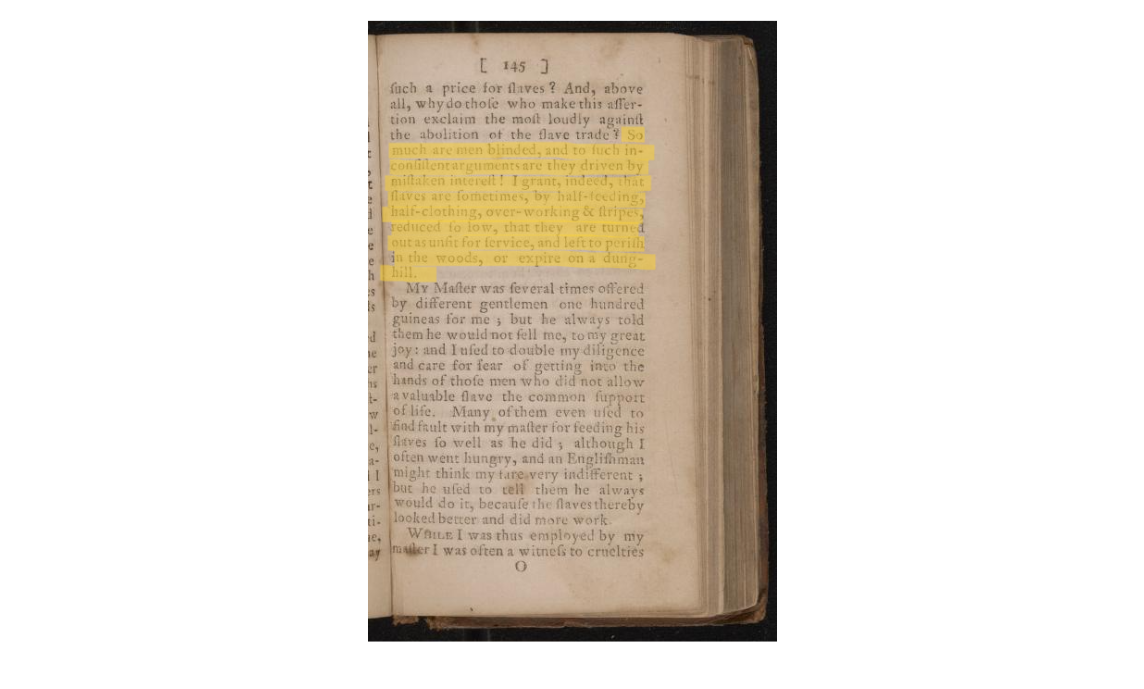 [ 145 ]
ſuch a price for ſlaves? And, above
all, why do thoſe who make this aſſer-
tion exclaim the moſt loudly againſt
the abolition of the ſlave trade? So
much are men blinded, and to ſuch in-
conſiſtent arguments are they driven by
miſtaken intereſt! I grant, indeed, that
ſlaves are ſometimes, by half-feeding,
half-clothing, over-working & ſtripes,
reduced ſo low, that they are turned
out as unfit for ſervice, and left to periſh
in the woods, or expire on a dung-
hill.
My Maſter was ſeveral times offered
by different gentlemen one hundred
guineas for me ; but he always told
them he would not ſell me, to my great
joy: and I uſed to double my diligence
and care for fear of getting into the
hands of thoſe men who did not allow
a valuable ſlave the common ſupport
of life. Many of them even uſed to
find fault with my maſter for feeding his
ſlaves ſo well as he did ; although I
often went hungry, and an Engliſhman
might think my fare very indifferent ;
but he uſed to tell them he always
would do it, becauſe the ſlaves thereby
looked better and did more work.
WHILE I was thus employed by my
maſter I was often a witneſs to cruelties
O